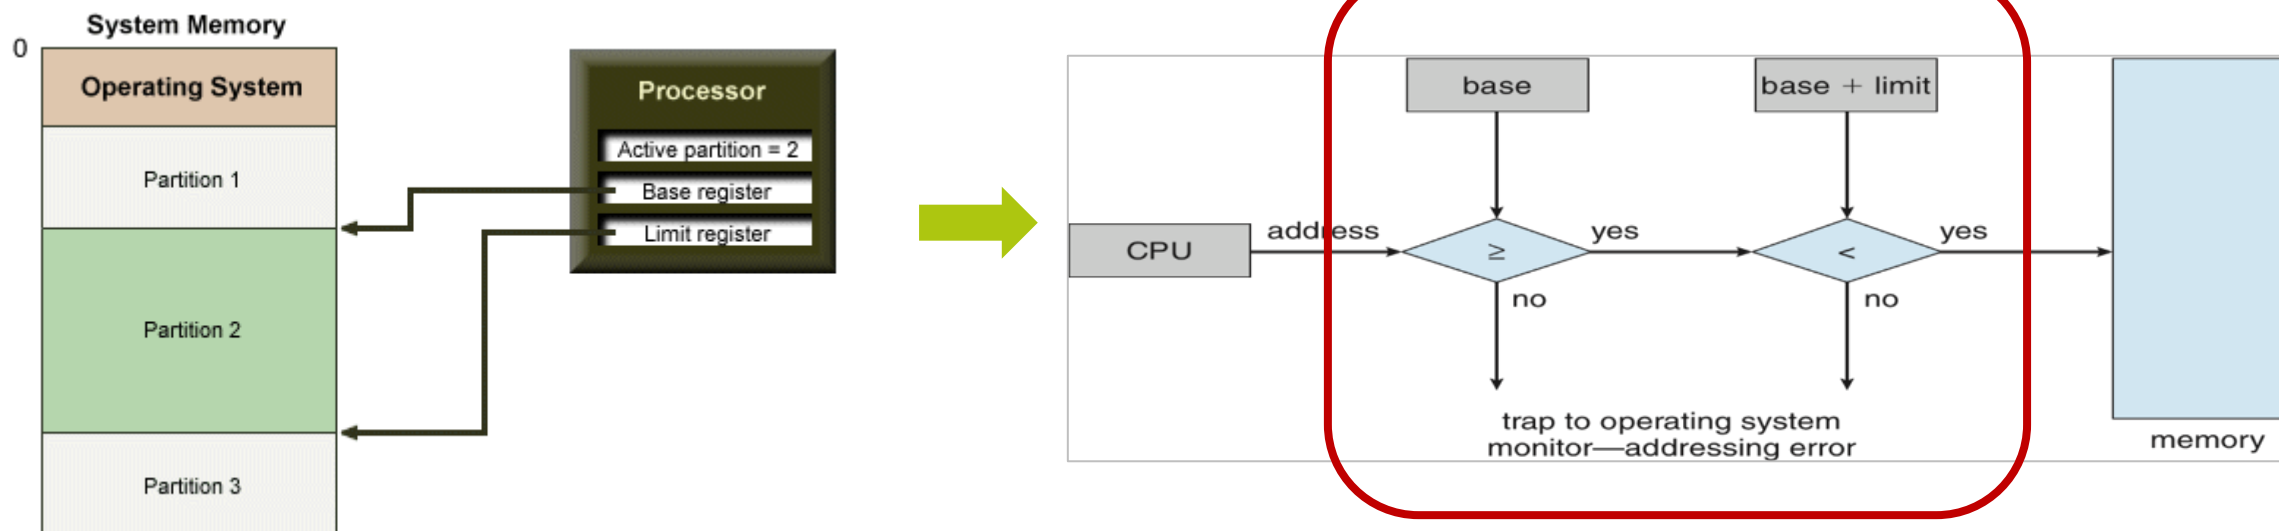 System Memory
0
Operating System
Partition 1
Partition 2
Partition 3
Processor
Active partition = 2
Base register
Limit register
base
base + limit
CPU
address
≥
yes
<
yes
no
no
trap to operating system
monitor—addressing error
memory